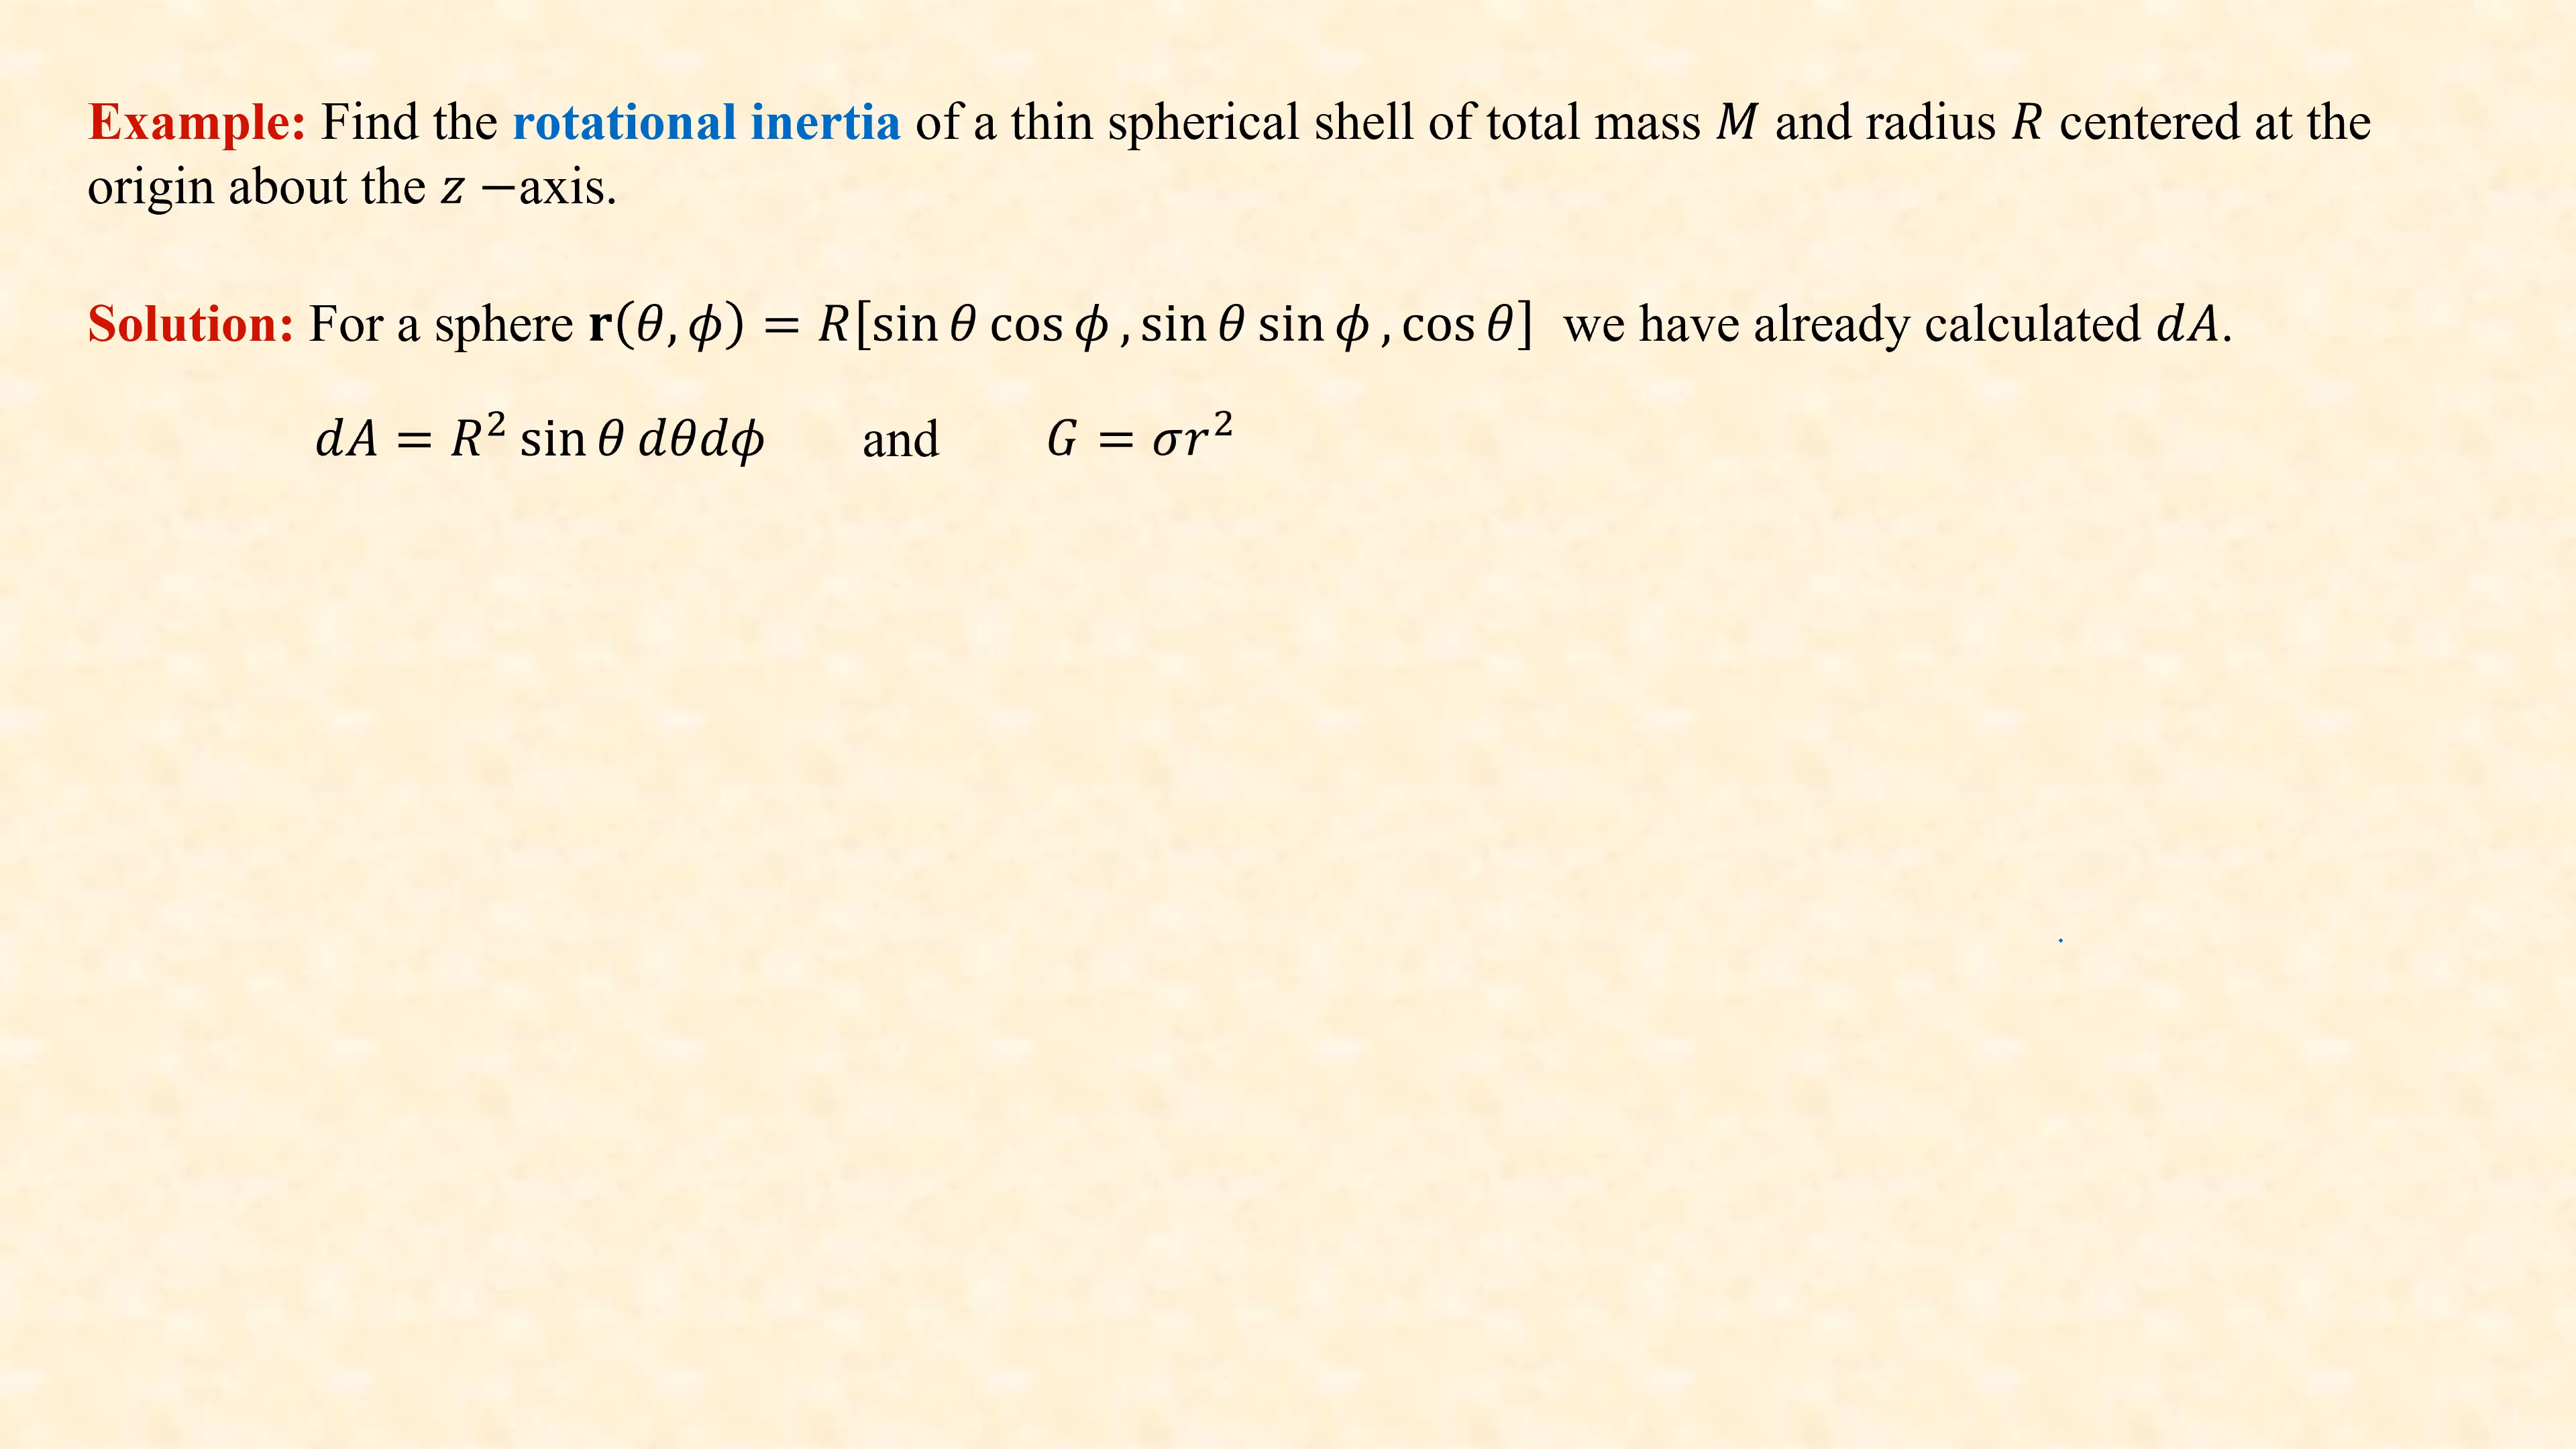 Example: Find the rotational inertia of a thin spherical shell of total mass 𝑀 and radius 𝑅 centered at the
origin about the 𝑧 −axis.
Solution: For a sphere 𝐫(𝜃, 𝜙) = 𝑅[sin 𝜃 cos 𝜙 , sin 𝜃 sin 𝜙 , cos 𝜃] we have already calculated 𝑑𝐴.
𝑑𝐴 = 𝑅² sin 𝜃 𝑑𝜃𝑑𝜙 and 𝐺 = 𝜎𝑟²